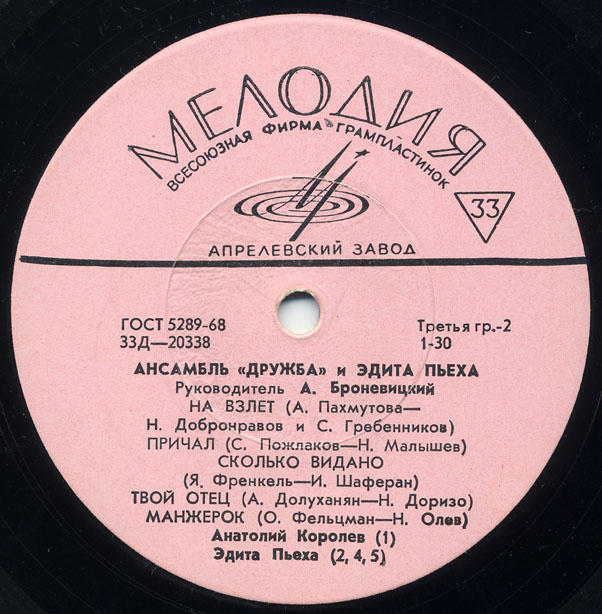 МЕЛОДИЯ
ВСЕСОЮЗНАЯ ФИРМА ГРАМПЛАСТИНОК
33
АПРЕЛЕВСКИЙ ЗАВОД
ГОСТ 5289-68 Третья гр.-2
33Д—20338 1-30
АНСАМБЛЬ «ДРУЖБА» и ЭДИТА ПЬЕХА
Руководитель А. Броневицкий
НА ВЗЛЕТ (А. Пахмутова—
Н. Добронравов и С. Гребенников)
ПРИЧАЛ (С. Пожлаков—Н. Малышев)
СКОЛЬКО ВИДАНО
(Я. Френкель—И. Шаферан)
ТВОЙ ОТЕЦ (А. Долуханян—Н. Доризо)
МАНЖЕРОК (О. Фельцман—Н. Олев)
Анатолий Королев (1)
Эдита Пьеха (2, 4, 5)